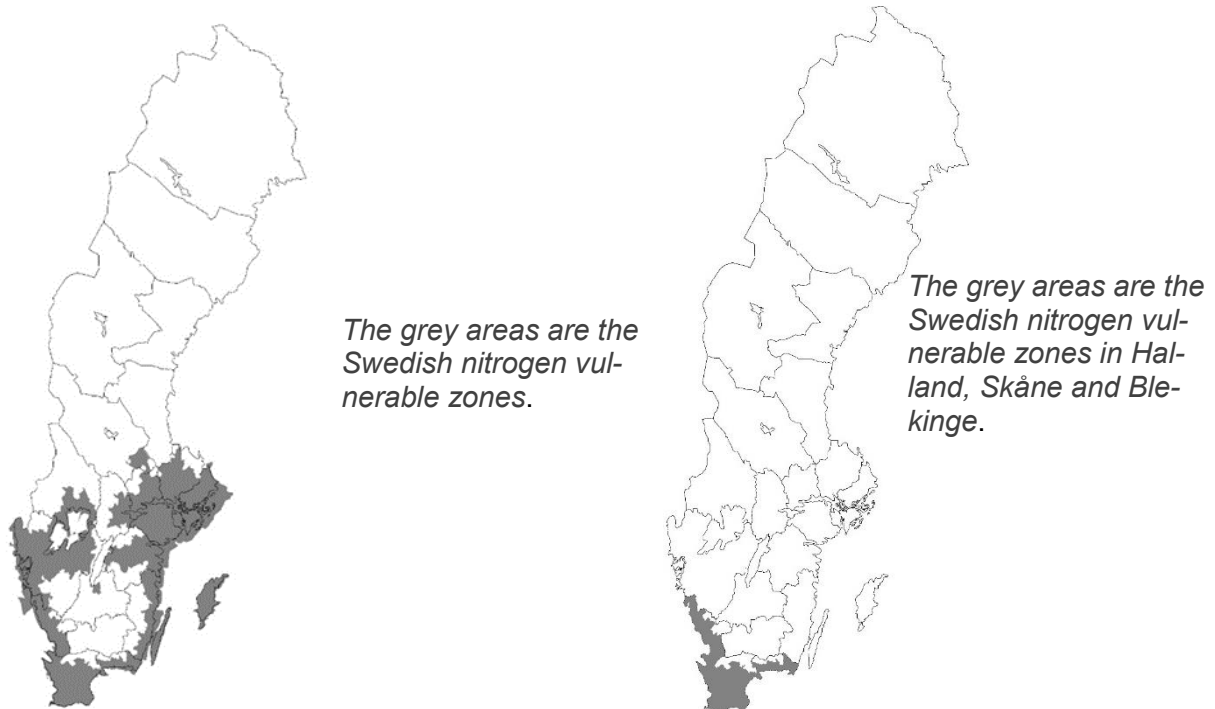 The grey areas are the
Swedish nitrogen vul-
nerable zones.
The grey areas are the
Swedish nitrogen vul-
nerable zones in Hal-
land, Skåne and Ble-
kinge.